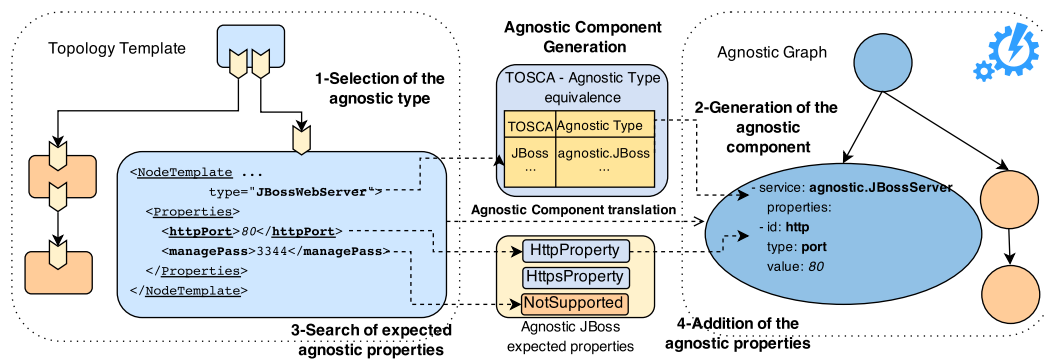 Topology Template
1-Selection of the
agnostic type
<NodeTemplate ...
type="JBossWebServer">
<Properties>
<httpPort>80</httpPort>
<managePass>3344</managePass>
</Properties>
</NodeTemplate>
3-Search of expected
agnostic properties
Agnostic Component
Generation
TOSCA - Agnostic Type
equivalence
TOSCA Agnostic Type
JBoss agnostic.JBoss
... ...
Agnostic Component translation
HttpProperty
HttpsProperty
NotSupported
Agnostic JBoss
expected properties
Agnostic Graph
2-Generation of the
agnostic
component
- service: agnostic.JBossServer
properties:
- id: http
type: port
value: 80
4-Addition of the
agnostic properties